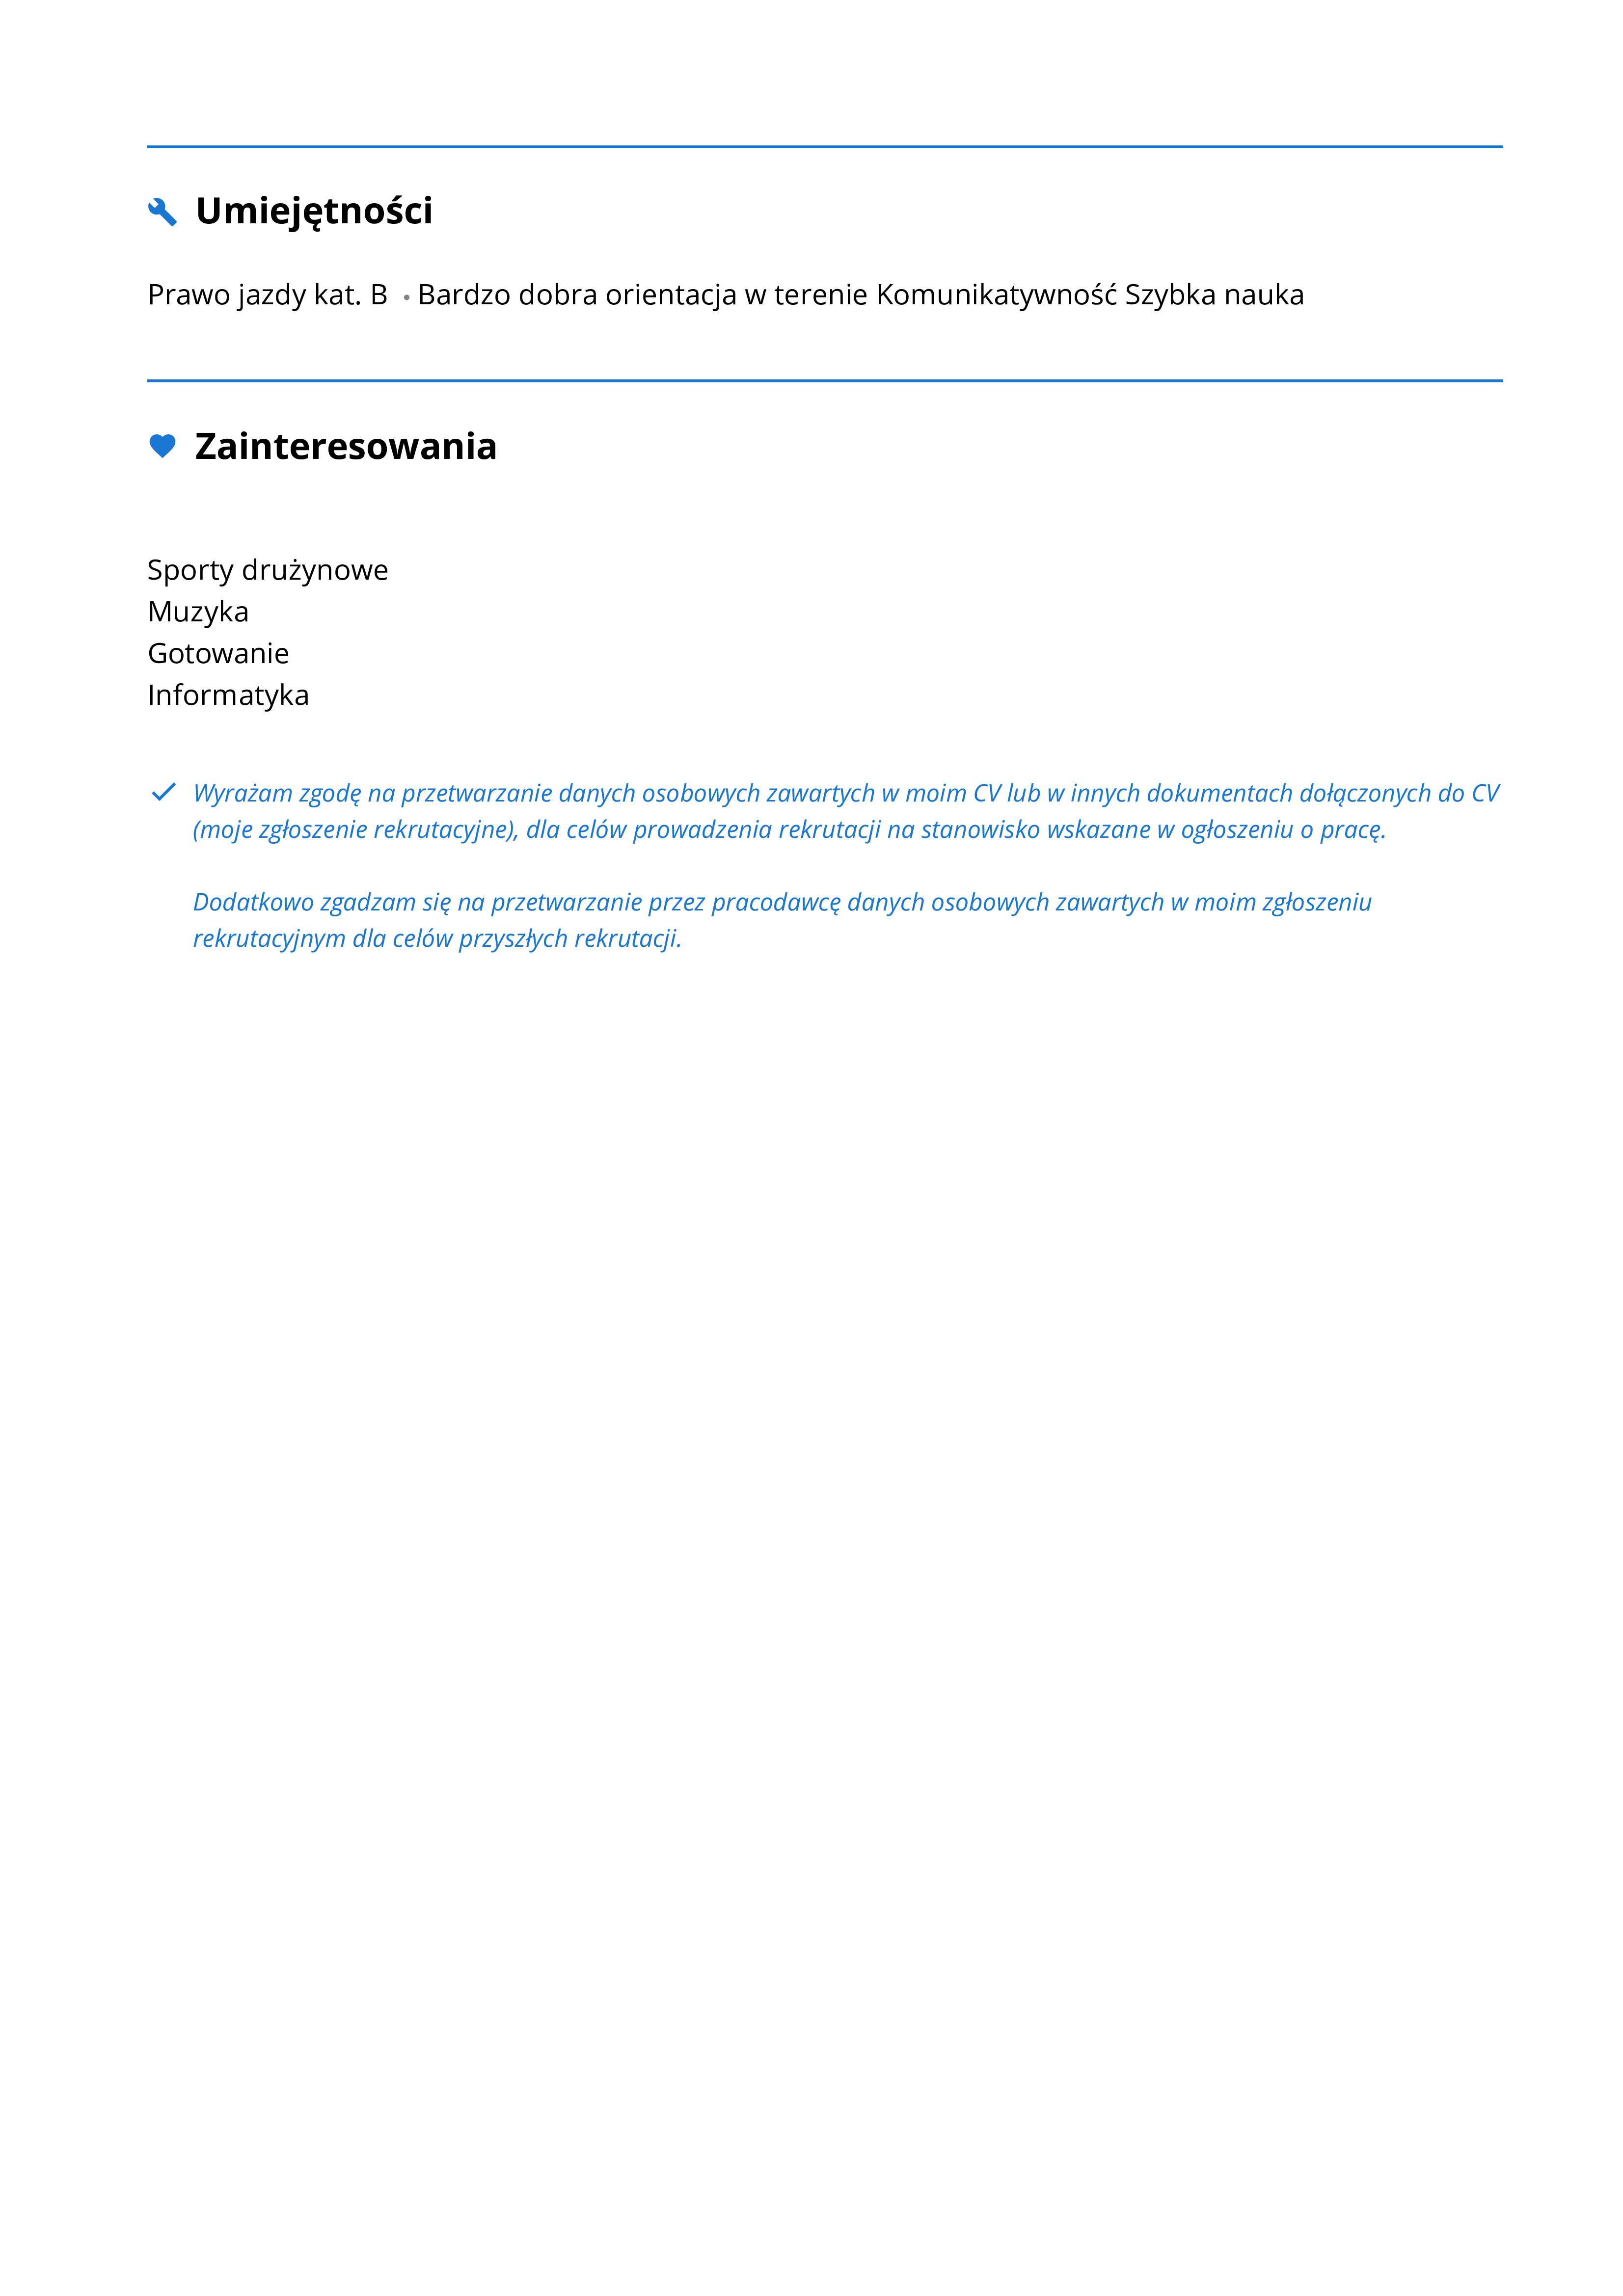 Umiejętności
Prawo jazdy kat. B • Bardzo dobra orientacja w terenie Komunikatywność Szybka nauka
Zainteresowania
Sporty drużynowe
Muzyka
Gotowanie
Informatyka
Wyrażam zgodę na przetwarzanie danych osobowych zawartych w moim CV lub w innych dokumentach dołączonych do CV
(moje zgłoszenie rekrutacyjne), dla celów prowadzenia rekrutacji na stanowisko wskazane w ogłoszeniu o pracę.
Dodatkowo zgadzam się na przetwarzanie przez pracodawcę danych osobowych zawartych w moim zgłoszeniu
rekrutacyjnym dla celów przyszłych rekrutacji.